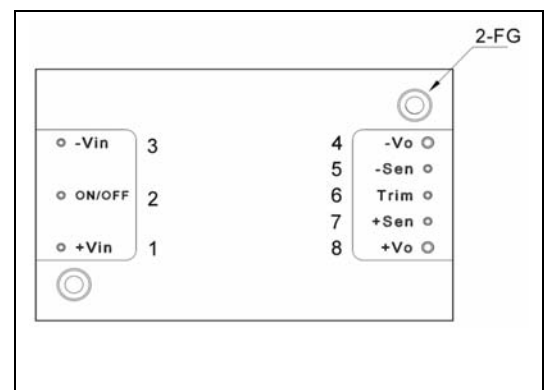 2-FG
-Vin 3 4 -Vo
5 -Sen
ON/OFF 2 6 Trim
7 +Sen
+Vin 1 8 +Vo